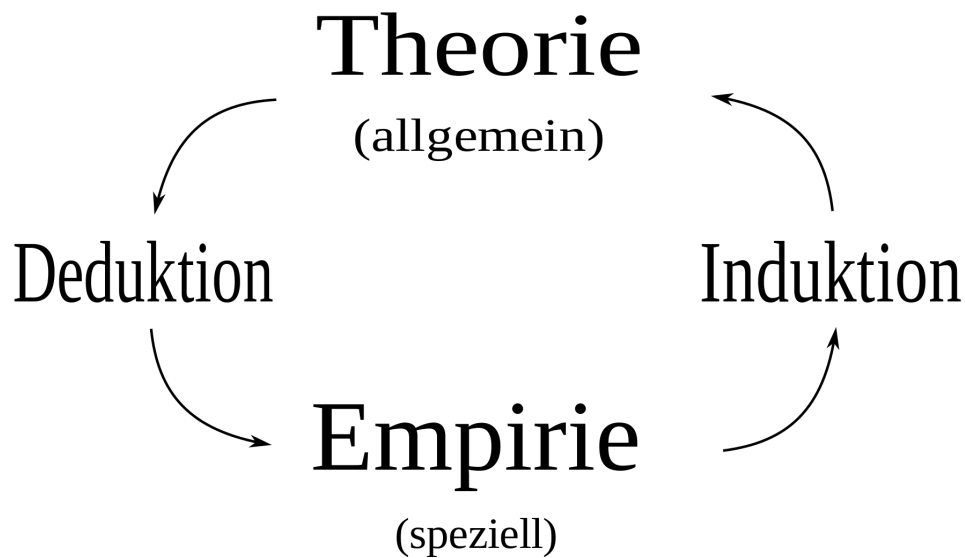 Theorie
(allgemein)
Deduktion
Induktion
Empirie
(speziell)